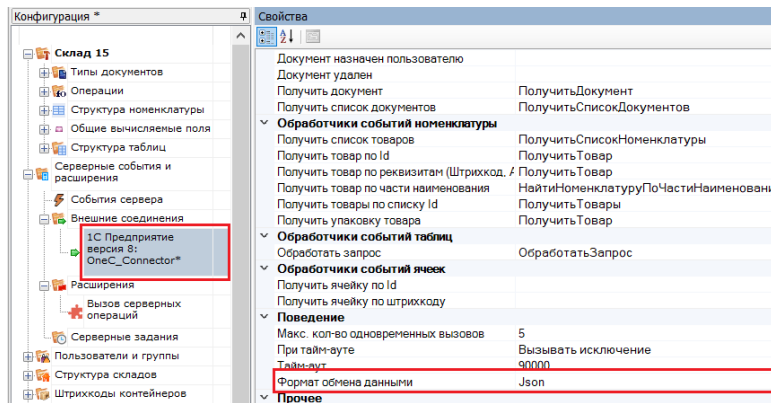 Конфигурация *
Склад 15
Типы документов
Операции
Структура номенклатуры
Общие вычисляемые поля
Структура таблиц
Серверные события и
расширения
События сервера
Внешние соединения
1С Предприятие
версия 8:
OneC_Connector*
Расширения
Вызов серверных
операций
Серверные задания
Пользователи и группы
Структура складов
Штрихкоды контейнеров
Свойства
Документ назначен пользователю
Документ удален
Получить документ ПолучитьДокумент
Получить список документов ПолучитьСписокДокументов
Обработчики событий номенклатуры
Получить список товаров ПолучитьСписокНоменклатуры
Получить товар по Id ПолучитьТовар
Получить товар по реквизитам (Штрихкод, А ПолучитьТовар
Получить товар по части наименования НайтиНоменклатуруПоЧастиНаименовани
Получить товары по списку Id ПолучитьТовары
Получить упаковку товара ПолучитьТовар
Обработчики событий таблиц
Обработать запрос ОбработатьЗапрос
Обработчики событий ячеек
Получить ячейку по Id
Получить ячейку по штрихкоду
Поведение
Макс. кол-во одновременных вызовов 5
При тайм-ауте Вызывать исключение
Тайм-аут 90000
Формат обмена данными Json
Прочее